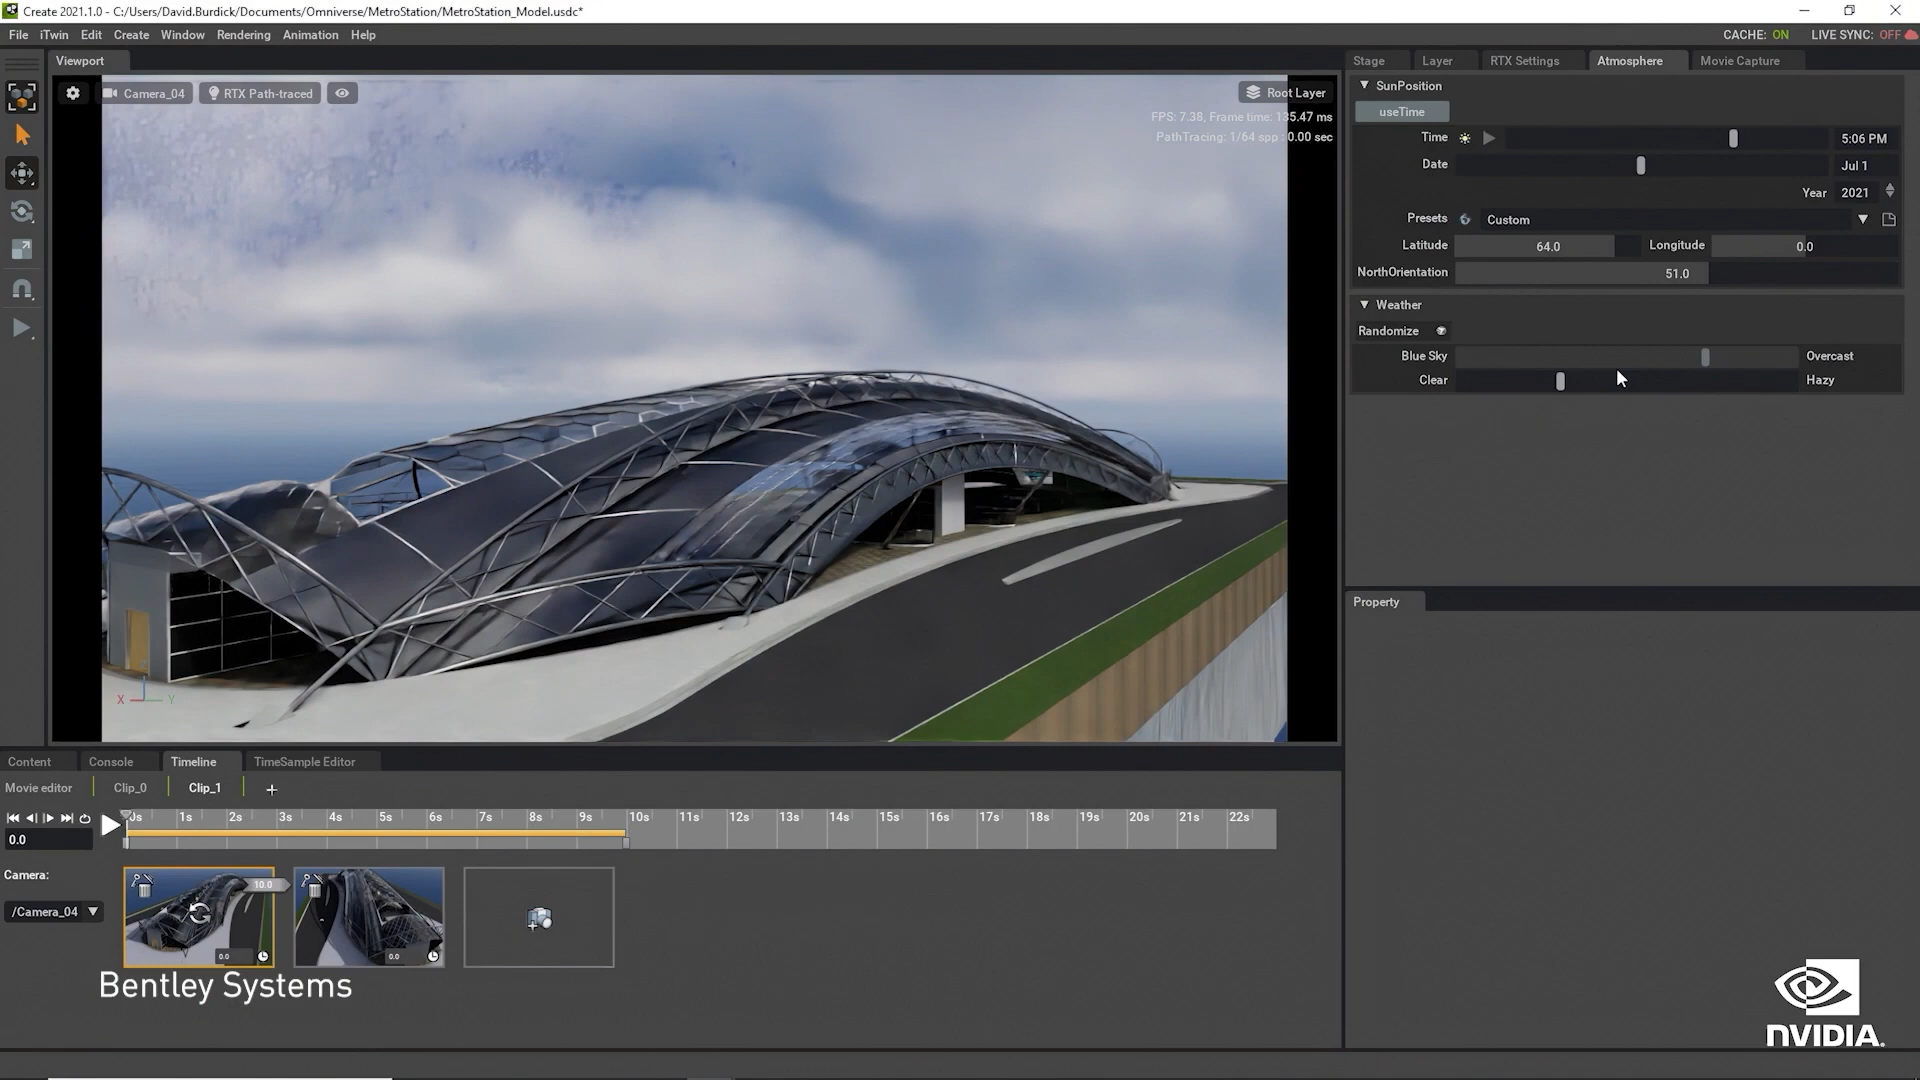 Create 2021.1.0 - C:/Users/David.Burdick/Documents/Omniverse/MetroStation/MetroStation_Model.usdc*
File iTwin Edit Create Window Rendering Animation Help
CACHE: ON LIVE SYNC: OFF
Viewport
Camera_04 RTX Path-traced
Root Layer
FPS: 7.38, Frame time: 135.47 ms
PathTracing: 1/64 spp : 0.00 sec
X Y
Stage Layer RTX Settings Atmosphere Movie Capture
SunPosition
useTime
Time 5:06 PM
Date Jul 1
Year 2021
Presets Custom
Latitude 64.0 Longitude 0.0
NorthOrientation 51.0
Weather
Randomize
Blue Sky Overcast
Clear Hazy
Property
Content Console Timeline TimeSample Editor
Movie editor Clip_0 Clip_1 +
0s 1s 2s 3s 4s 5s 6s 7s 8s 9s 10s 11s 12s 13s 14s 15s 16s 17s 18s 19s 20s 21s 22s
0.0
Camera:
/Camera_04
10.0
0.0 0.0
Bentley Systems
NVIDIA.